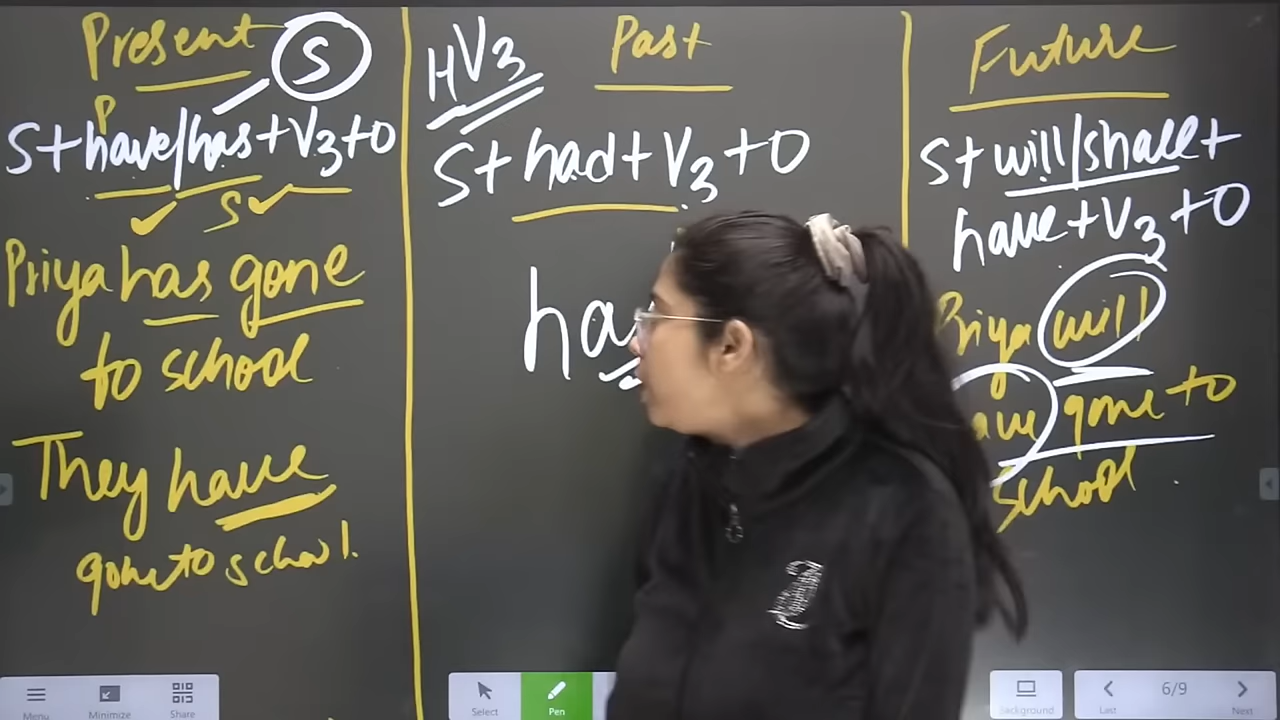 Present S
P
S+have/has+V3+O
S
Priya has gone
to school
They have
gone to school.
HV3 Past
S+had+V3+O
ha
Future
S+will/shall+
have+V3+O
Priya will
ave gone to
school
Menu
Minimize
Share
Select
Pen
Background
Last
6/9
Next